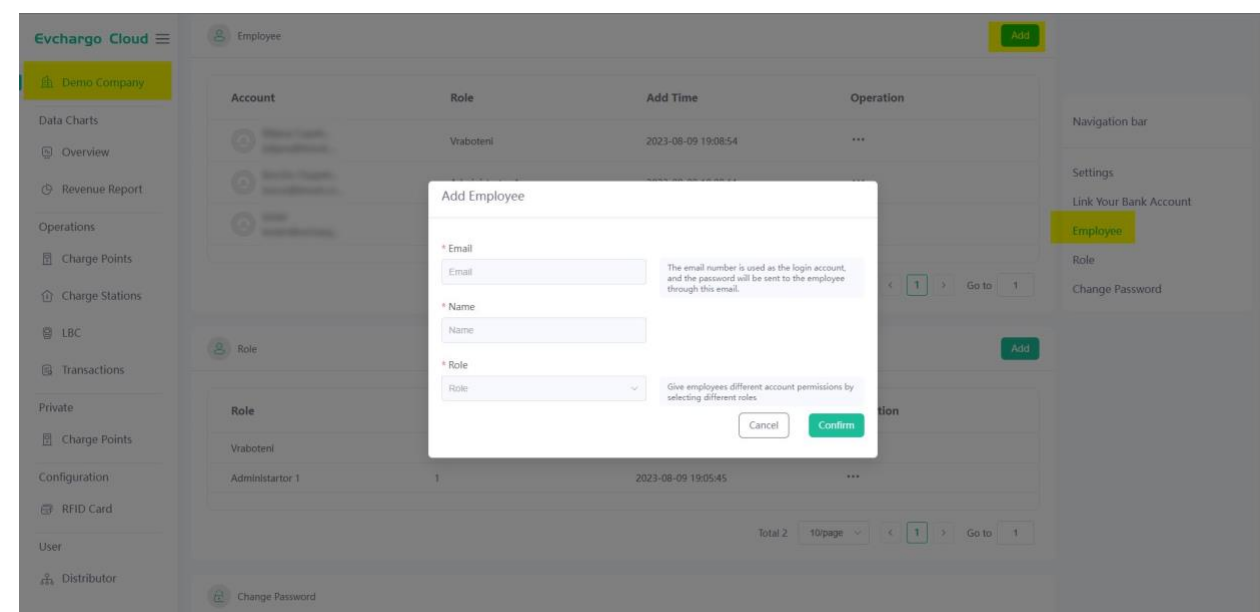 Evchargo Cloud
Demo Company
Data Charts
Overview
Revenue Report
Operations
Charge Points
Charge Stations
LBC
Transactions
Private
Charge Points
Configuration
RFID Card
User
Distributor
Employee
Add
Account Role Add Time Operation
Vraboteni 2023-08-09 19:08:54 ...
Add Employee
* Email
Email
The email number is used as the login account,
and the password will be sent to the employee
through this email.
* Name
Name
* Role
Role
Give employees different account permissions by
selecting different roles
Cancel Confirm
< 1 > Go to 1
Role
Add
Role
Vraboteni
Administartor 1 1 2023-08-09 19:05:45 ...
Total 2 10/page < 1 > Go to 1
Change Password
Navigation bar
Settings
Link Your Bank Account
Employee
Role
Change Password